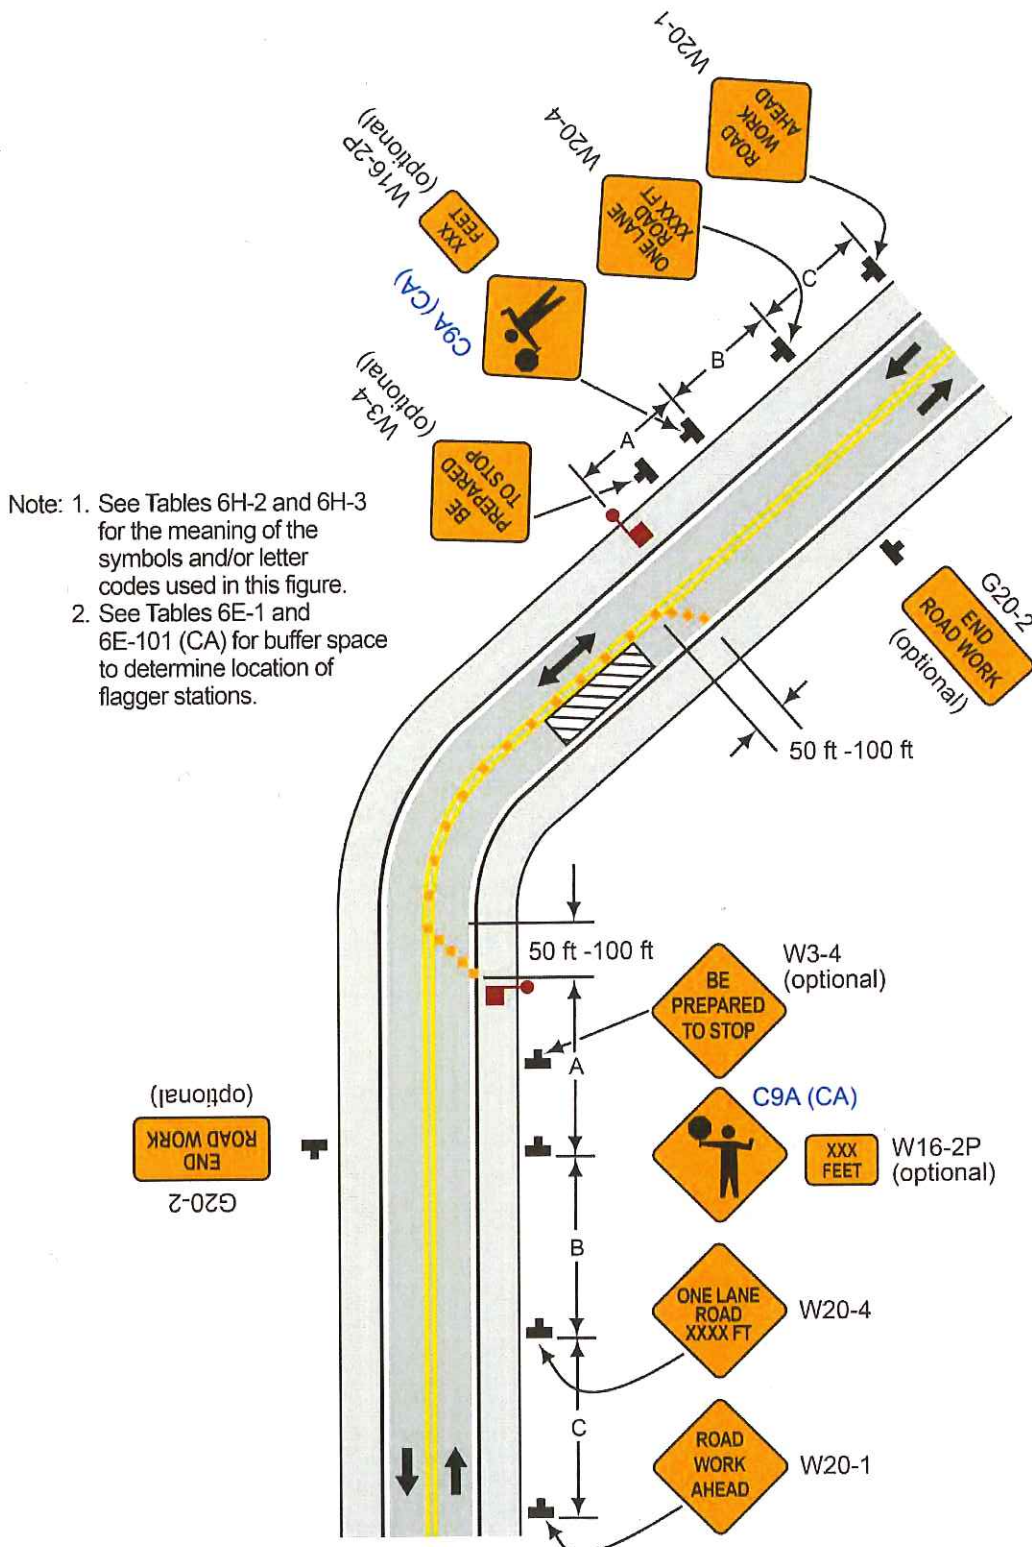 W20-1
ROAD
WORK
AHEAD
W20-4
ONE LANE
ROAD
XXXX FT
W16-2P
(optional)
XXX
FEET
C9A (CA)
W3-4
(optional)
BE
PREPARED
TO STOP
C
B
A
Note: 1. See Tables 6H-2 and 6H-3
for the meaning of the
symbols and/or letter
codes used in this figure.
2. See Tables 6E-1 and
6E-101 (CA) for buffer space
to determine location of
flagger stations.
G20-2
END
ROAD WORK
(optional)
50 ft -100 ft
50 ft -100 ft
W3-4
(optional)
BE
PREPARED
TO STOP
A
C9A (CA)
XXX
FEET
W16-2P
(optional)
G20-2
END
ROAD WORK
(optional)
B
ONE LANE
ROAD
XXXX FT
W20-4
C
ROAD
WORK
AHEAD
W20-1